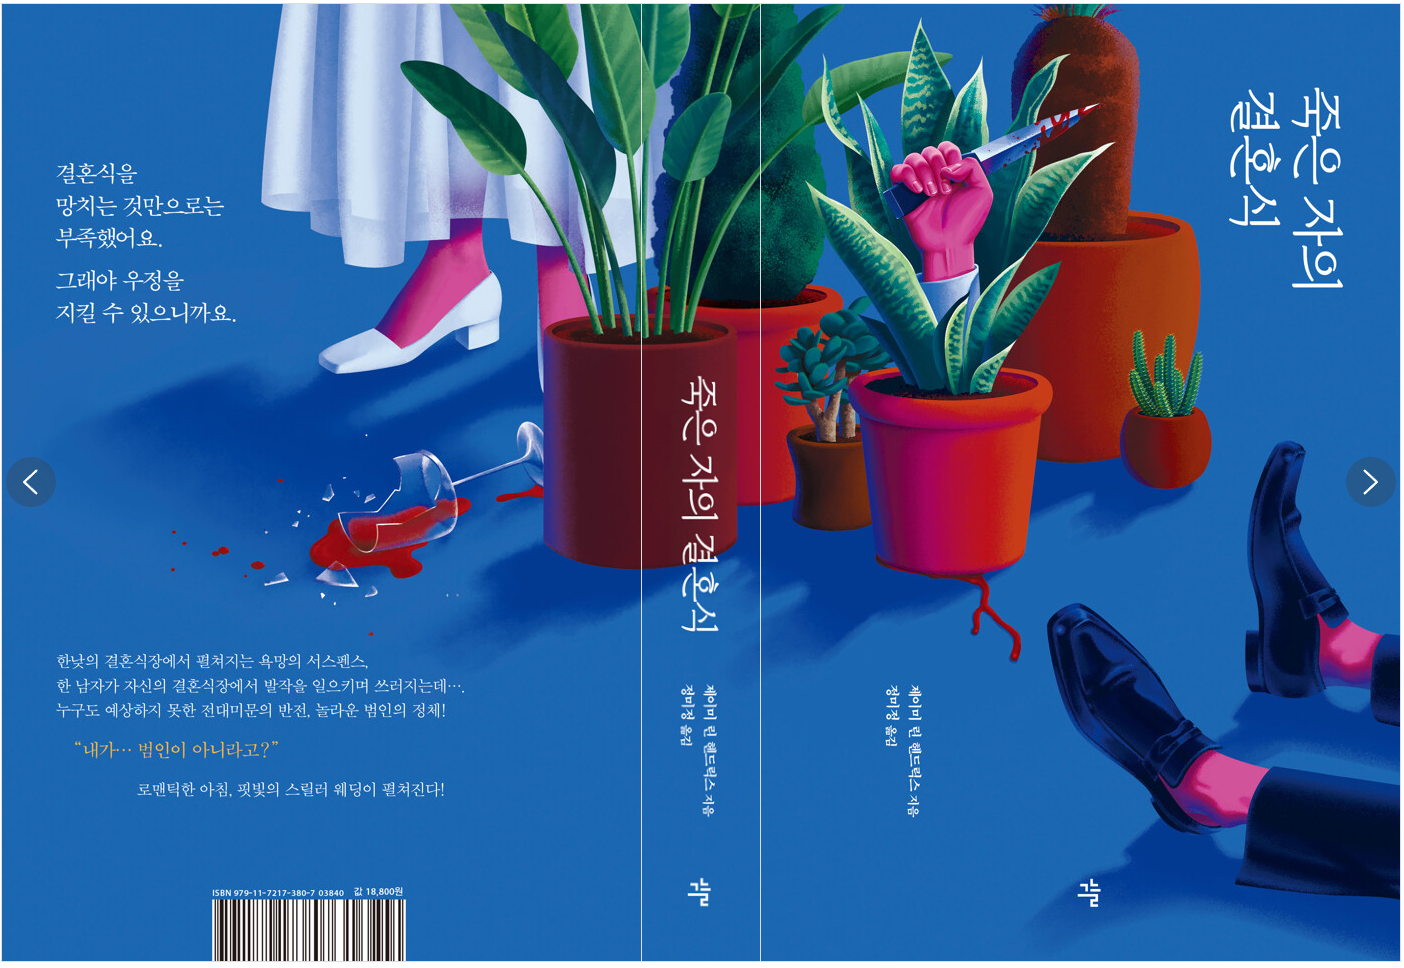 결혼식을
망치는 것만으로는
부족했어요.
그래야 우정을
지킬 수 있으니까요.
한낮의 결혼식장에서 펼쳐지는 욕망의 서스펜스,
한 남자가 자신의 결혼식장에서 발작을 일으키며 쓰러지는데….
누구도 예상하지 못한 전대미문의 반전, 놀라운 범인의 정체!
“내가… 범인이 아니라고?”
로맨틱한 아침, 핏빛의 스릴러 웨딩이 펼쳐진다!
ISBN 979-11-7217-380-7 03840 값 18,800원
죽은 자의 결혼식
제이미 린 헨드릭스 지음
정미정 옮김
죽은 자의
결혼식
제이미 린 헨드릭스 지음
정미정 옮김